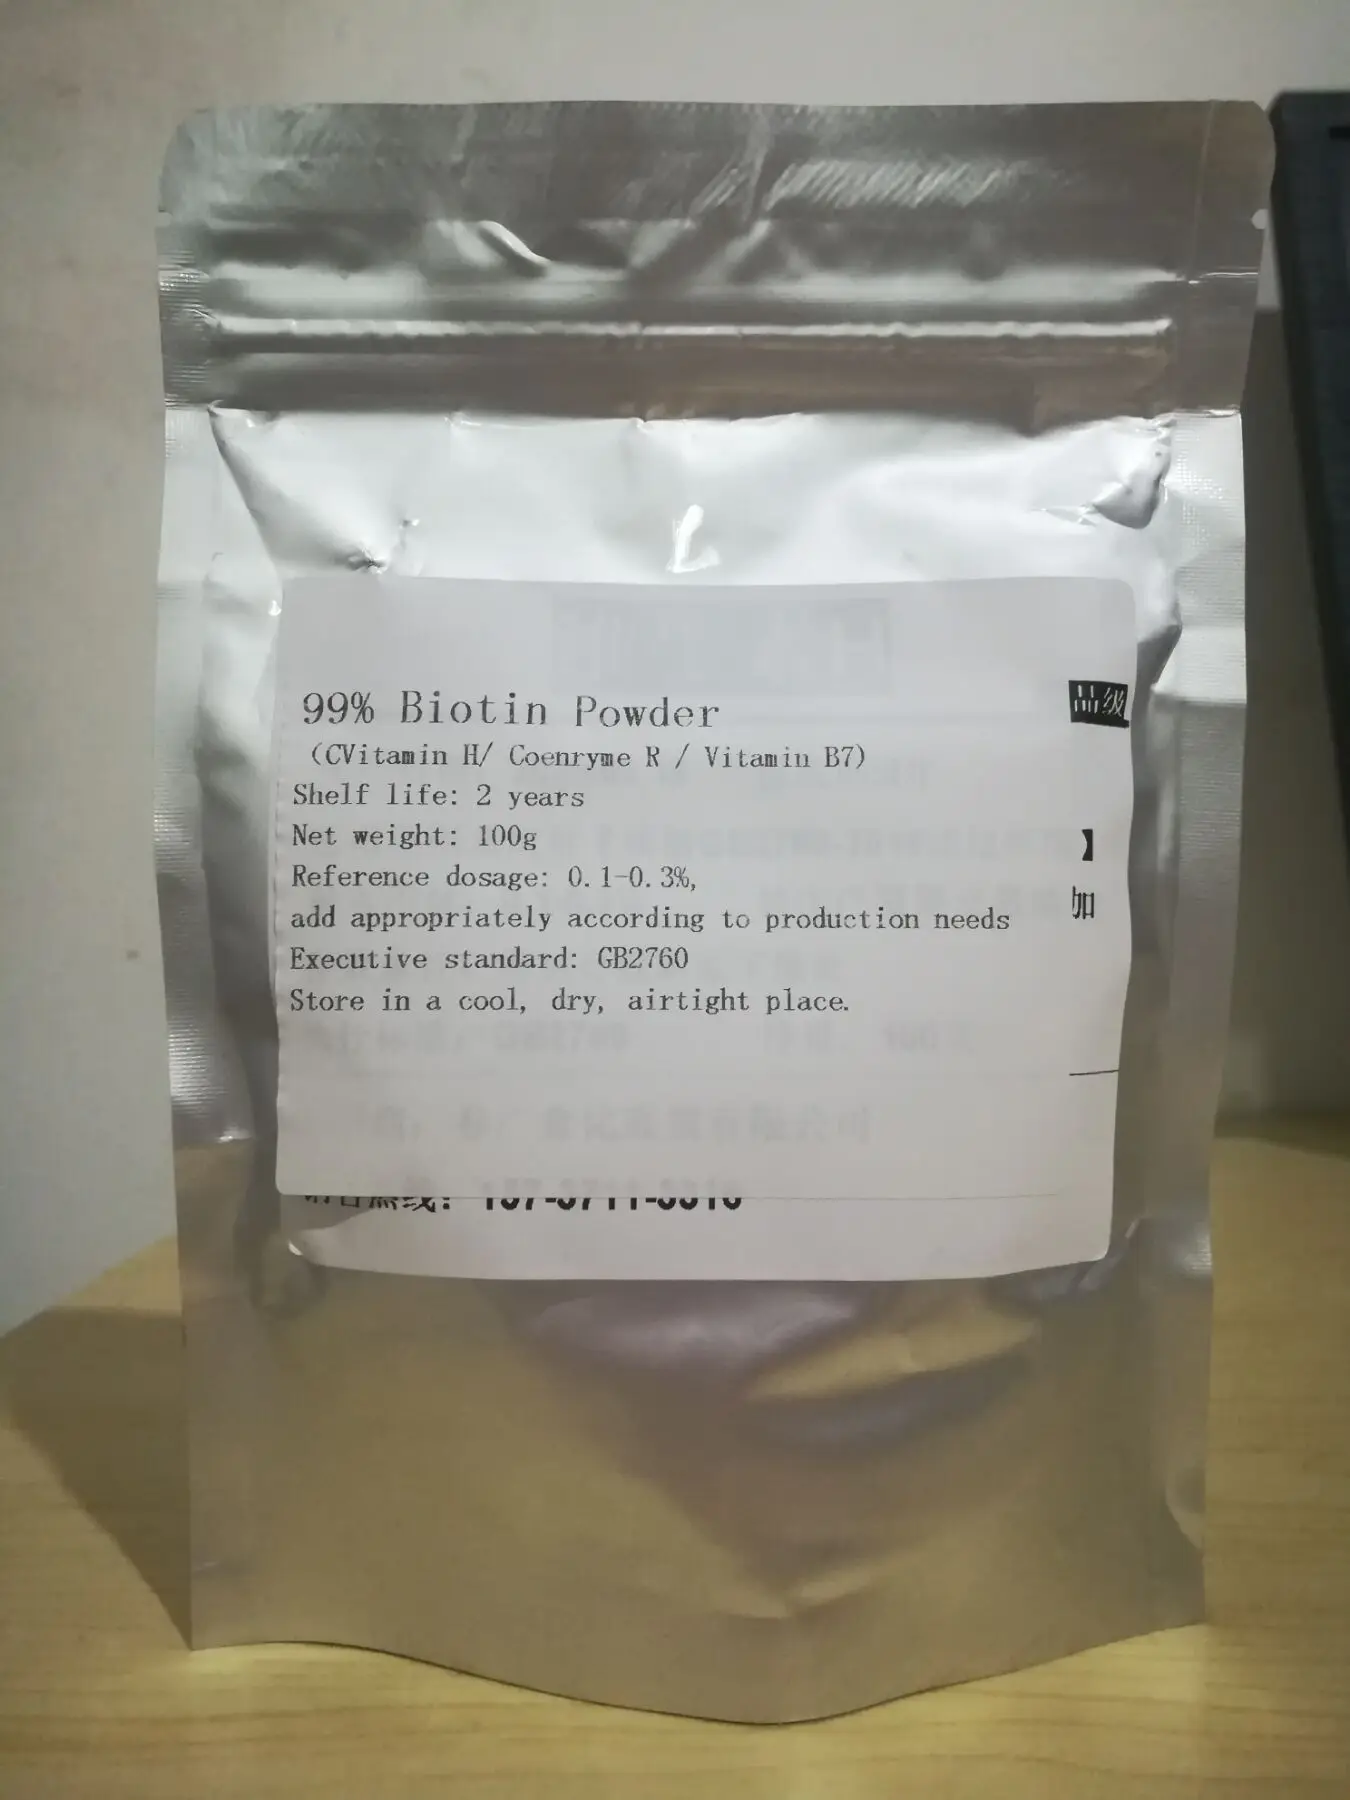 99% Biotin Powder
品级
(CVitamin H/ Coenryme R / Vitamin B7)
Shelf life: 2 years
Net weight: 100g
】
Reference dosage: 0.1-0.3%,
加
add appropriately according to production needs
Executive standard: GB2760
Store in a cool, dry, airtight place.